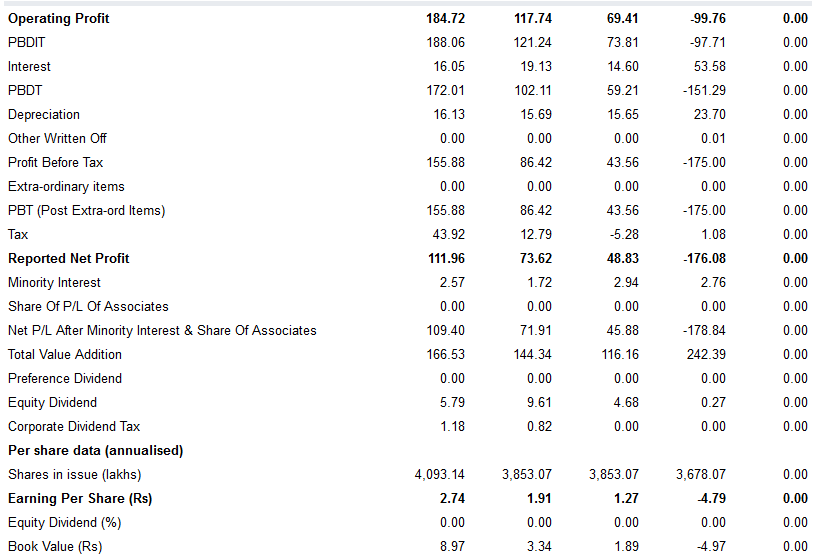 Operating Profit 184.72 117.74 69.41 -99.76 0.00
PBDIT 188.06 121.24 73.81 -97.71 0.00
Interest 16.05 19.13 14.60 53.58 0.00
PBDT 172.01 102.11 59.21 -151.29 0.00
Depreciation 16.13 15.69 15.65 23.70 0.00
Other Written Off 0.00 0.00 0.00 0.01 0.00
Profit Before Tax 155.88 86.42 43.56 -175.00 0.00
Extra-ordinary items 0.00 0.00 0.00 0.00 0.00
PBT (Post Extra-ord Items) 155.88 86.42 43.56 -175.00 0.00
Tax 43.92 12.79 -5.28 1.08 0.00
Reported Net Profit 111.96 73.62 48.83 -176.08 0.00
Minority Interest 2.57 1.72 2.94 2.76 0.00
Share Of P/L Of Associates 0.00 0.00 0.00 0.00 0.00
Net P/L After Minority Interest & Share Of Associates 109.40 71.91 45.88 -178.84 0.00
Total Value Addition 166.53 144.34 116.16 242.39 0.00
Preference Dividend 0.00 0.00 0.00 0.00 0.00
Equity Dividend 5.79 9.61 4.68 0.27 0.00
Corporate Dividend Tax 1.18 0.82 0.00 0.00 0.00
Per share data (annualised)
Shares in issue (lakhs) 4,093.14 3,853.07 3,853.07 3,678.07 0.00
Earning Per Share (Rs) 2.74 1.91 1.27 -4.79 0.00
Equity Dividend (%) 0.00 0.00 0.00 0.00 0.00
Book Value (Rs) 8.97 3.34 1.89 -4.97 0.00